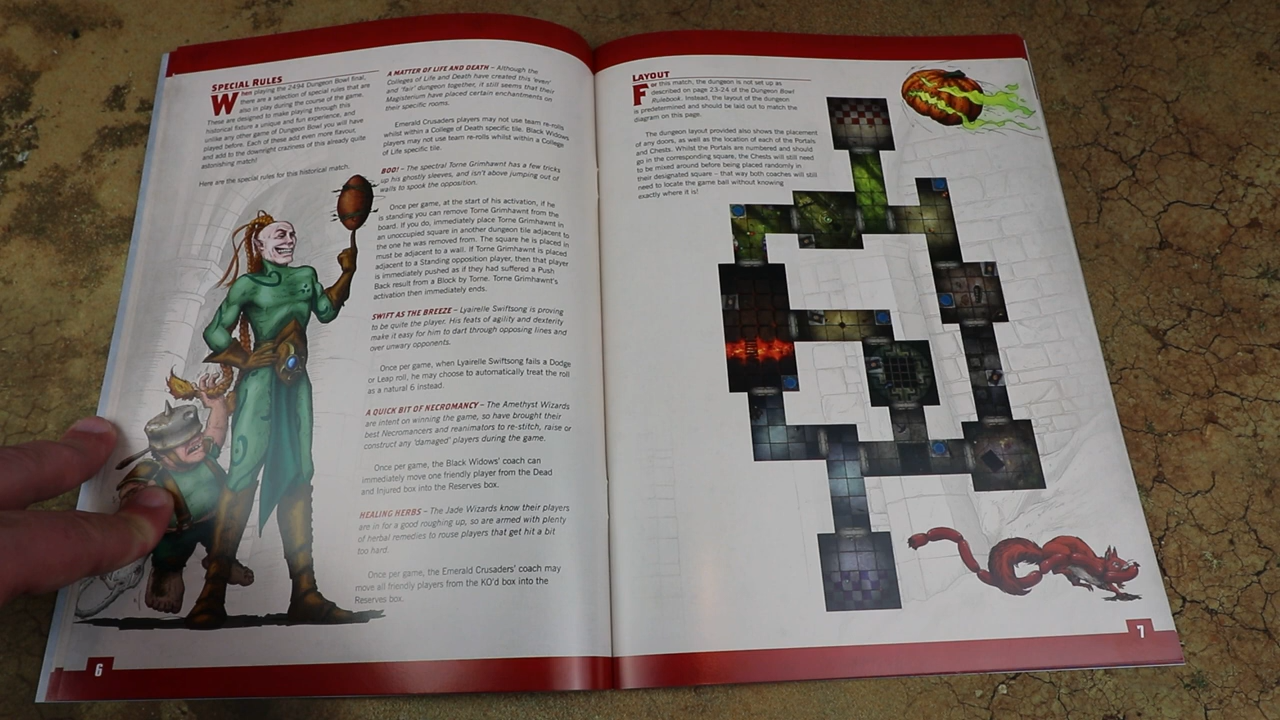 SPECIAL RULES
When playing the 2494 Dungeon Bowl final,
there are a selection of special rules that are
also in play during the course of the game.
These are designed to make playing through this
historical fixture a unique and fun experience, and
unlike any other game of Dungeon Bowl you will have
played before. Each of these add even more flavour,
and add to the downright craziness of this already quite
astonishing match!
Here are the special rules for this historical match.
A MATTER OF LIFE AND DEATH – Although the
Colleges of Life and Death have created this 'even'
and 'fair' dungeon together, it still seems that their
Magisterium have placed certain enchantments on
their specific rooms.
Emerald Crusaders players may not use team re-rolls
whilst within a College of Death specific tile. Black Widows
players may not use team re-rolls whilst within a College
of Life specific tile.
BOO! – The spectral Torne Grimhawnt has a few tricks
up his ghostly sleeves, and isn't above jumping out of
walls to spook the opposition.
Once per game, at the start of his activation, if he
is standing you can remove Torne Grimhawnt from the
board. If you do, immediately place Torne Grimhawnt in
an unoccupied square in another dungeon tile adjacent to
the one he was removed from. The square he is placed in
must be adjacent to a wall. If Torne Grimhawnt is placed
adjacent to a Standing opposition player, then that player
is immediately pushed as if they had suffered a Push
Back result from a Block by Torne. Torne Grimhawnt's
activation then immediately ends.
SWIFT AS THE BREEZE – Lyairelle Swiftsong is proving
to be quite the player. His feats of agility and dexterity
make it easy for him to dart through opposing lines and
over unwary opponents.
Once per game, when Lyairelle Swiftsong fails a Dodge
or Leap roll, he may choose to automatically treat the roll
as a natural 6 instead.
A QUICK BIT OF NECROMANCY – The Amethyst Wizards
are intent on winning the game, so have brought their
best Necromancers and reanimators to re-stitch, raise or
construct any 'damaged' players during the game.
Once per game, the Black Widows' coach can
immediately move one friendly player from the Dead
and Injured box into the Reserves box.
HEALING HERBS – The Jade Wizards know their players
are in for a good roughing up, so are armed with plenty
of herbal remedies to rouse players that get hit a bit
too hard.
Once per game, the Emerald Crusaders' coach may
move all friendly players from the KO'd box into the
Reserves box.
6
LAYOUT
For this match, the dungeon is not set up as
described on page 23-24 of the Dungeon Bowl
Rulebook. Instead, the layout of the dungeon
is predetermined and should be laid out to match the
diagram on this page.
The dungeon layout provided also shows the placement
of any doors, as well as the location of each of the Portals
and Chests. Whilst the Portals are numbered and should
go in the corresponding square, the Chests will still need
to be mixed around before being placed randomly in
their designated square – that way both coaches will still
need to locate the game ball without knowing
exactly where it is!
7